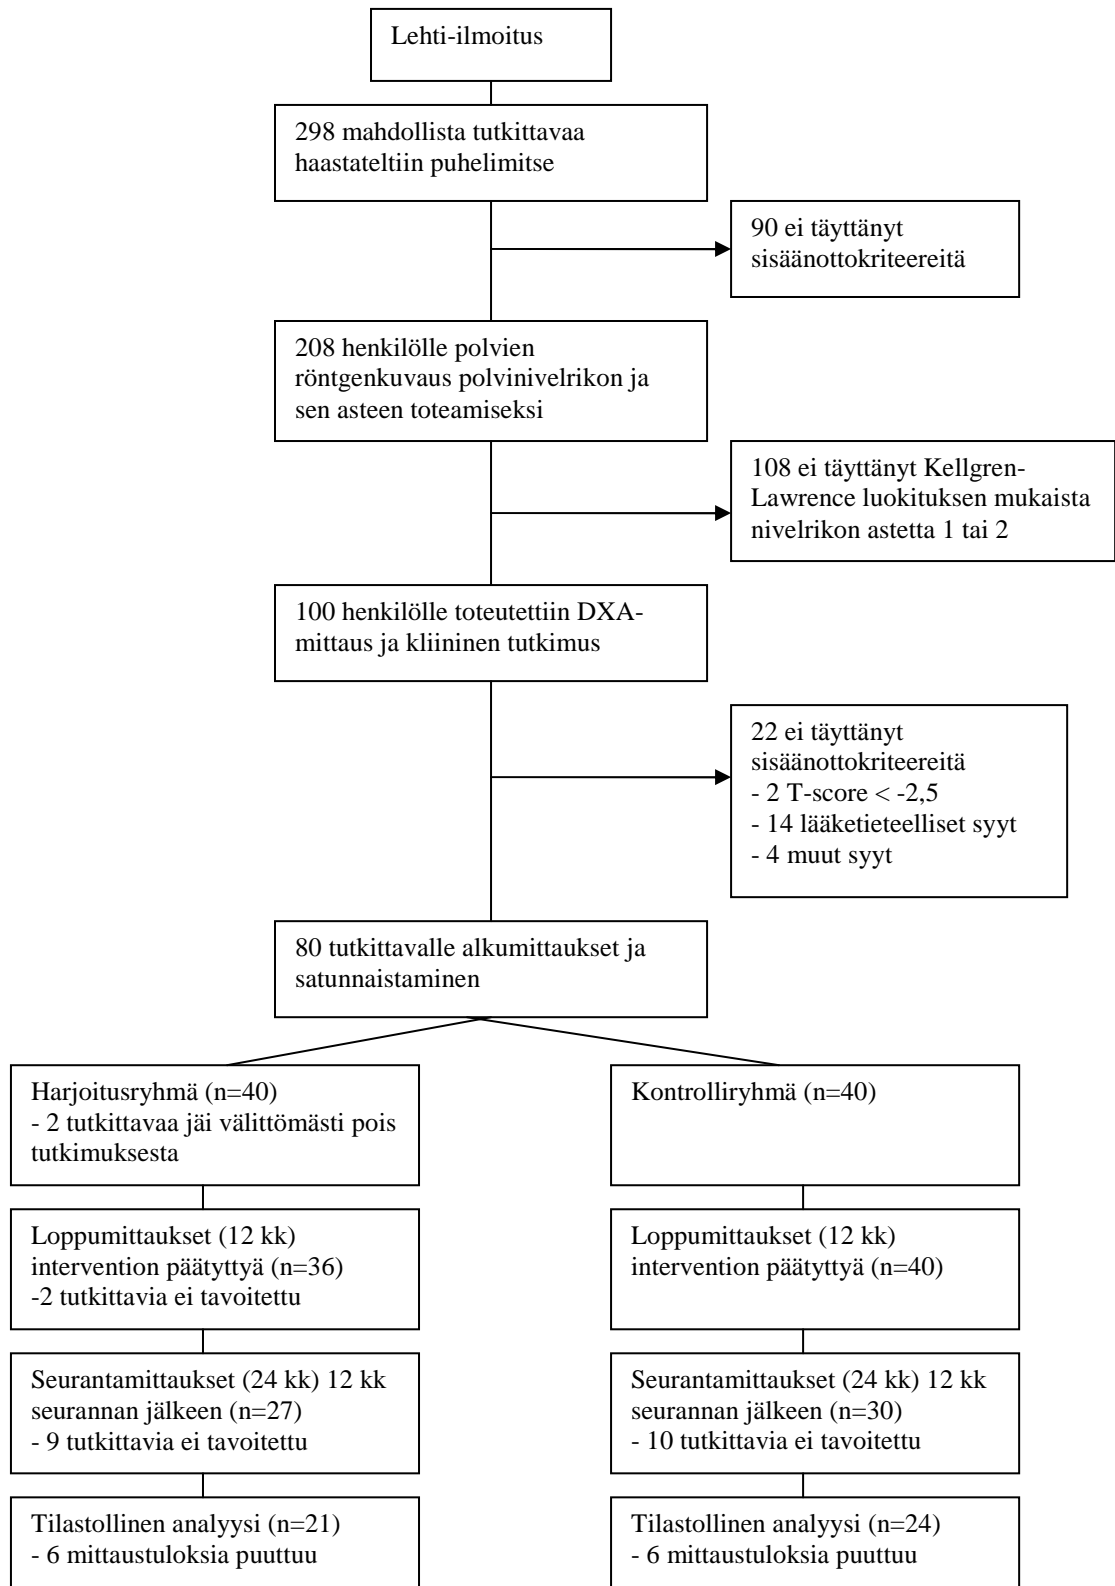 Lehti-ilmoitus
298 mahdollista tutkittavaa
haastateltiin puhelimitse
90 ei täyttänyt
sisäänottokriteereitä
208 henkilölle polvien
röntgenkuvaus polvinivelrikon ja
sen asteen toteamiseksi
108 ei täyttänyt Kellgren-
Lawrence luokituksen mukaista
nivelrikon astetta 1 tai 2
100 henkilölle toteutettiin DXA-
mittaus ja kliininen tutkimus
22 ei täyttänyt
sisäänottokriteereitä
- 2 T-score < -2,5
- 14 lääketieteelliset syyt
- 4 muut syyt
80 tutkittavalle alkumittaukset ja
satunnaistaminen
Harjoitusryhmä (n=40)
- 2 tutkittavaa jäi välittömästi pois
tutkimuksesta
Kontrolliryhmä (n=40)
Loppumittaukset (12 kk)
intervention päätyttyä (n=36)
-2 tutkittavia ei tavoitettu
Loppumittaukset (12 kk)
intervention päätyttyä (n=40)
Seurantamittaukset (24 kk) 12 kk
seurannan jälkeen (n=27)
- 9 tutkittavia ei tavoitettu
Seurantamittaukset (24 kk) 12 kk
seurannan jälkeen (n=30)
- 10 tutkittavia ei tavoitettu
Tilastollinen analyysi (n=21)
- 6 mittaustuloksia puuttuu
Tilastollinen analyysi (n=24)
- 6 mittaustuloksia puuttuu